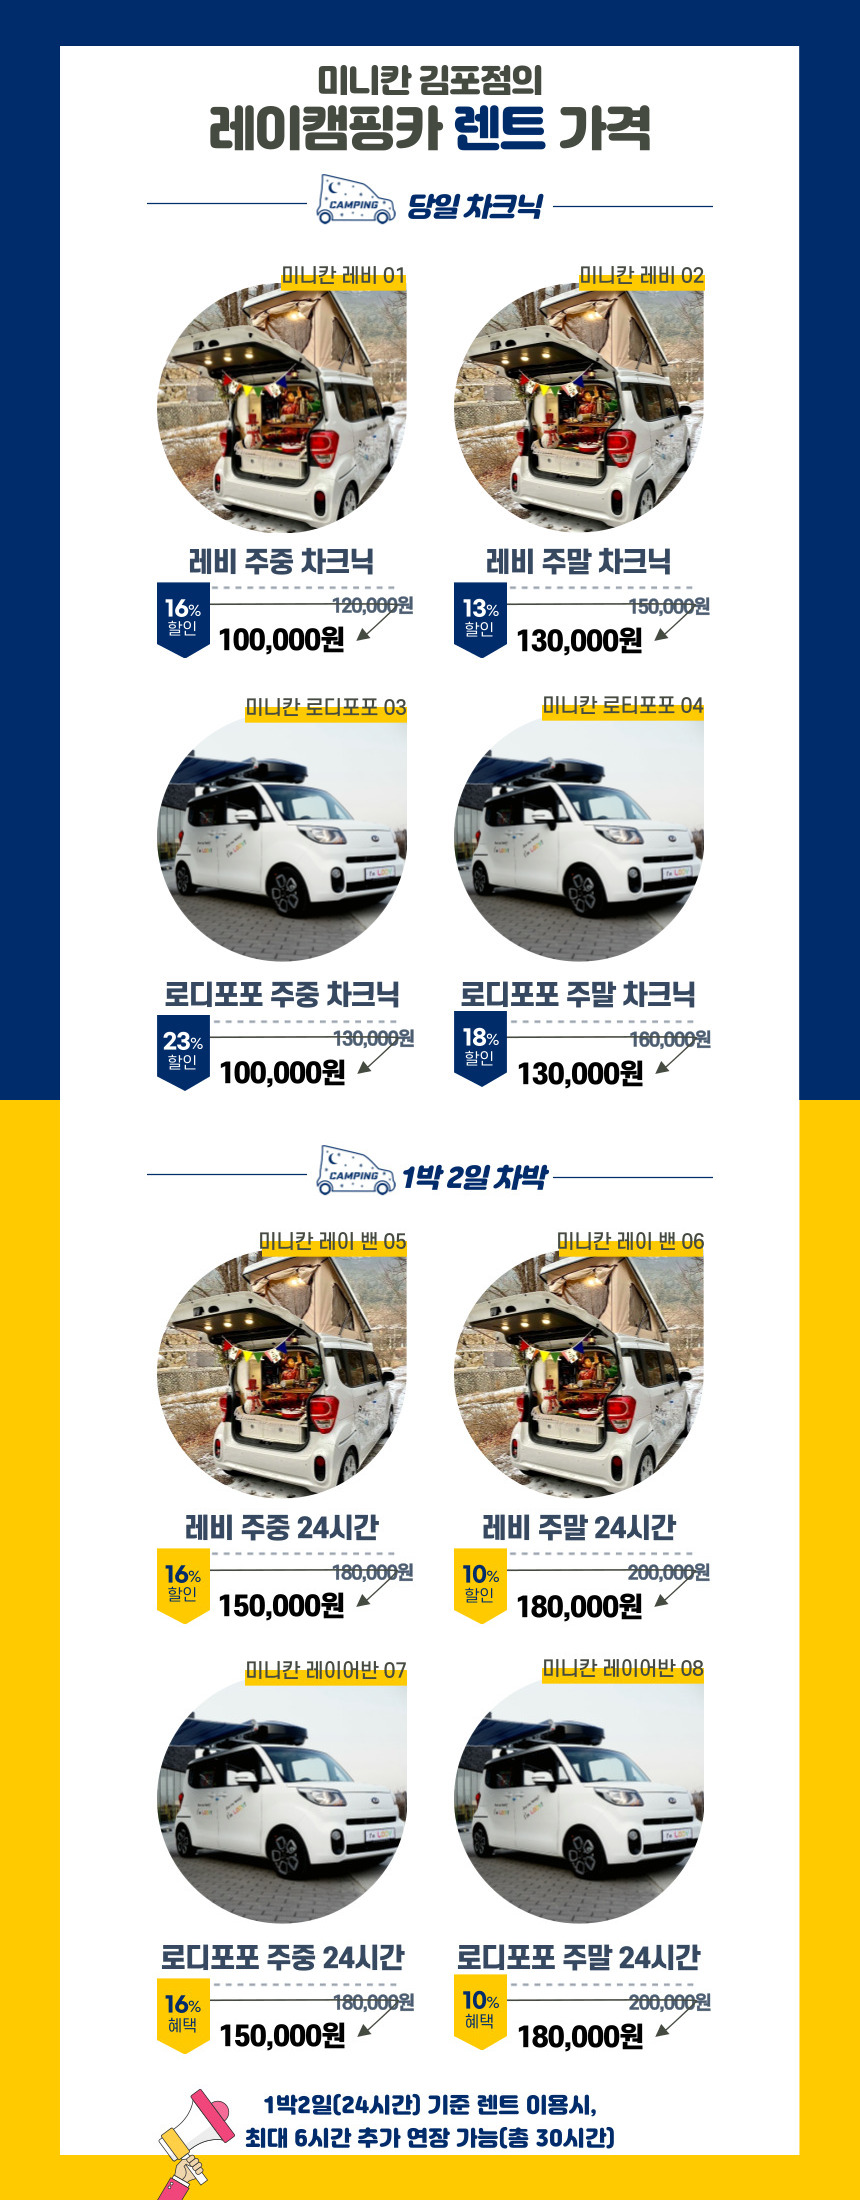 미니칸 김포점의
레이캠핑카 렌트 가격
CAMPING 당일 차크닉
미니칸 레비 01
미니칸 레비 02
레비 주중 차크닉
16% 할인
120,000원
100,000원
레비 주말 차크닉
13% 할인
150,000원
130,000원
미니칸 로디포포 03
미니칸 로티포포 04
로디포포 주중 차크닉
23% 할인
130,000원
100,000원
로디포포 주말 차크닉
18% 할인
160,000원
130,000원
CAMPING 1박 2일 차박
미니칸 레이 밴 05
미니칸 레이 밴 06
레비 주중 24시간
16% 할인
180,000원
150,000원
레비 주말 24시간
10% 할인
200,000원
180,000원
미니칸 레이어반 07
미니칸 레이어반 08
로디포포 주중 24시간
16% 혜택
180,000원
150,000원
로디포포 주말 24시간
10% 혜택
200,000원
180,000원
1박2일(24시간) 기준 렌트 이용시,
최대 6시간 추가 연장 가능(총 30시간)